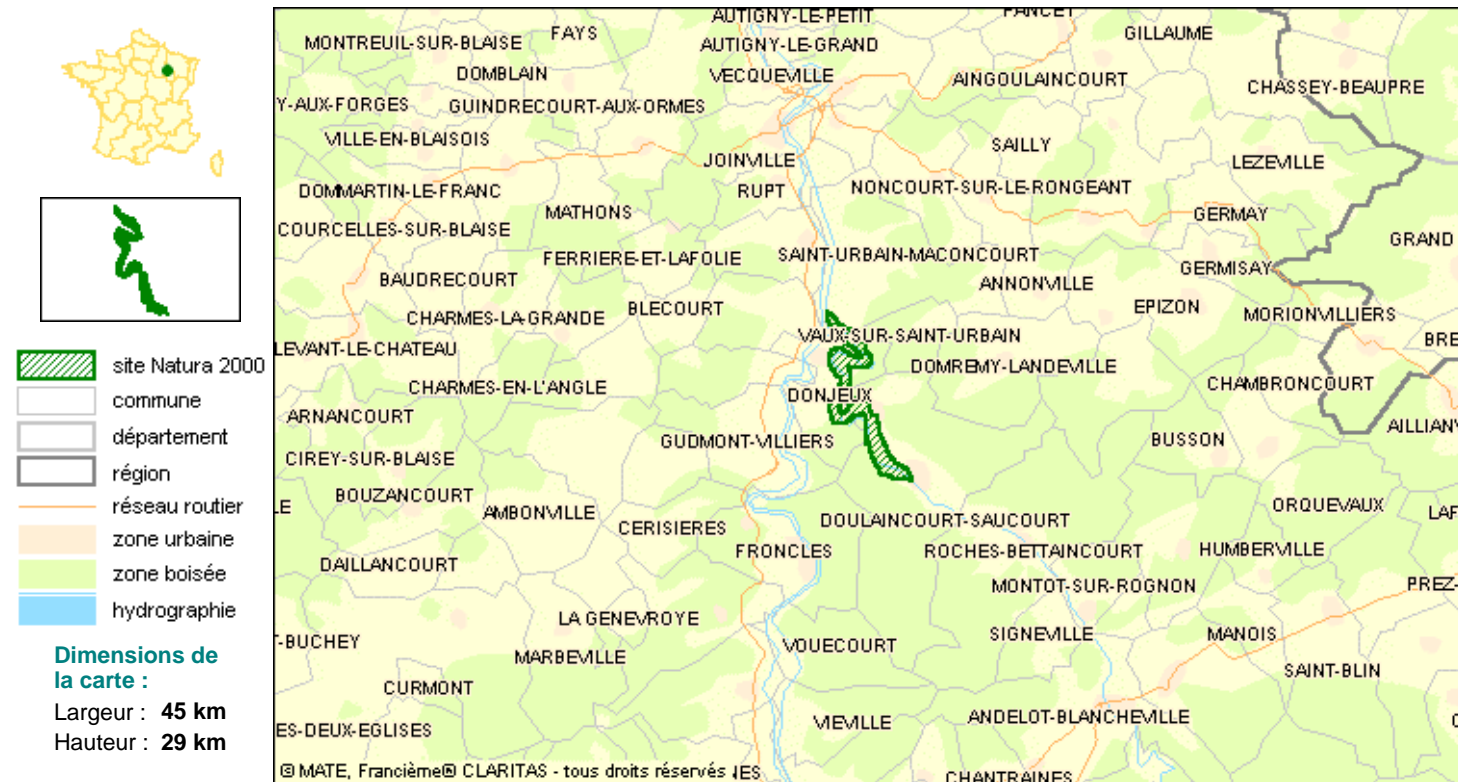 site Natura 2000
commune
département
région
réseau routier
zone urbaine
zone boisée
hydrographie
Dimensions de
la carte :
Largeur : 45 km
Hauteur : 29 km
AUTIGNY-LE-PETIT
PANCEY
MONTREUIL-SUR-BLAISE
FAYS
AUTIGNY-LE-GRAND
GILLAUME
DOMBLAIN
VECQUEVILLE
AINGOULAINCOURT
CHASSEY-BEAUPRE
Y-AUX-FORGES
GUINDRECOURT-AUX-ORMES
VILLE-EN-BLAISOIS
SAILLY
JOINVILLE
LEZEVILLE
DOMMARTIN-LE-FRANC
RUPT
NONCOURT-SUR-LE-RONGEANT
MATHONS
GERMAY
COURCELLES-SUR-BLAISE
GRAND
FERRIERE-ET-LAFOLIE
SAINT-URBAIN-MACONCOURT
GERMISAY
BAUDRECOURT
ANNONVILLE
CHARMES-LA-GRANDE
BLECOURT
EPIZON
MORIONVILLIERS
VAUX-SUR-SAINT-URBAIN
BRE
LEVANT-LE-CHATEAU
DOMREMY-LANDEVILLE
CHARMES-EN-L'ANGLE
CHAMBRONCOURT
DONJEUX
ARNANCOURT
AILLIANV
GUDMONT-VILLIERS
BUSSON
CIREY-SUR-BLAISE
BOUZANCOURT
LE
AMBONVILLE
ORQUEVAUX
LAF
CERISIERES
DOULAINCOURT-SAUCOURT
FRONCLES
ROCHES-BETTAINCOURT
HUMBERVILLE
DAILLANCOURT
MONTOT-SUR-ROGNON
PREZ-
LA GENEVROYE
T-BUCHEY
VOUECOURT
SIGNEVILLE
MANOIS
MARBEVILLE
SAINT-BLIN
CURMONT
VIEVILLE
ANDELOT-BLANCHEVILLE
ES-DEUX-EGLISES
© MATE, Francième® CLARITAS - tous droits réservés
IES
CHANTRAINES